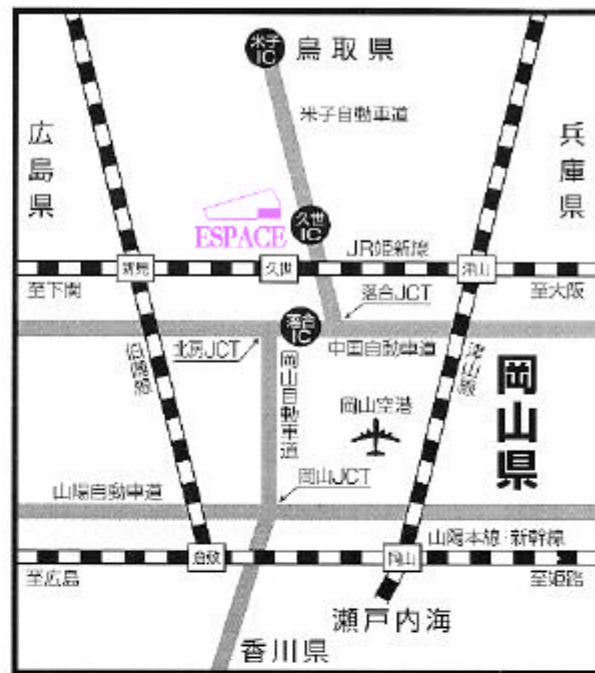 米子IC
鳥取県
米子自動車道
広島県
兵庫県
ESPACE
久世IC
JR姫新線
新見
久世
津山
至下関
落合JCT
至大阪
落合IC
北房JCT
中国自動車道
伯備線
岡山自動車道
津山線
岡山空港
岡山県
山陽自動車道
岡山JCT
山陽本線・新幹線
倉敷
岡山
至広島
至姫路
瀬戸内海
香川県